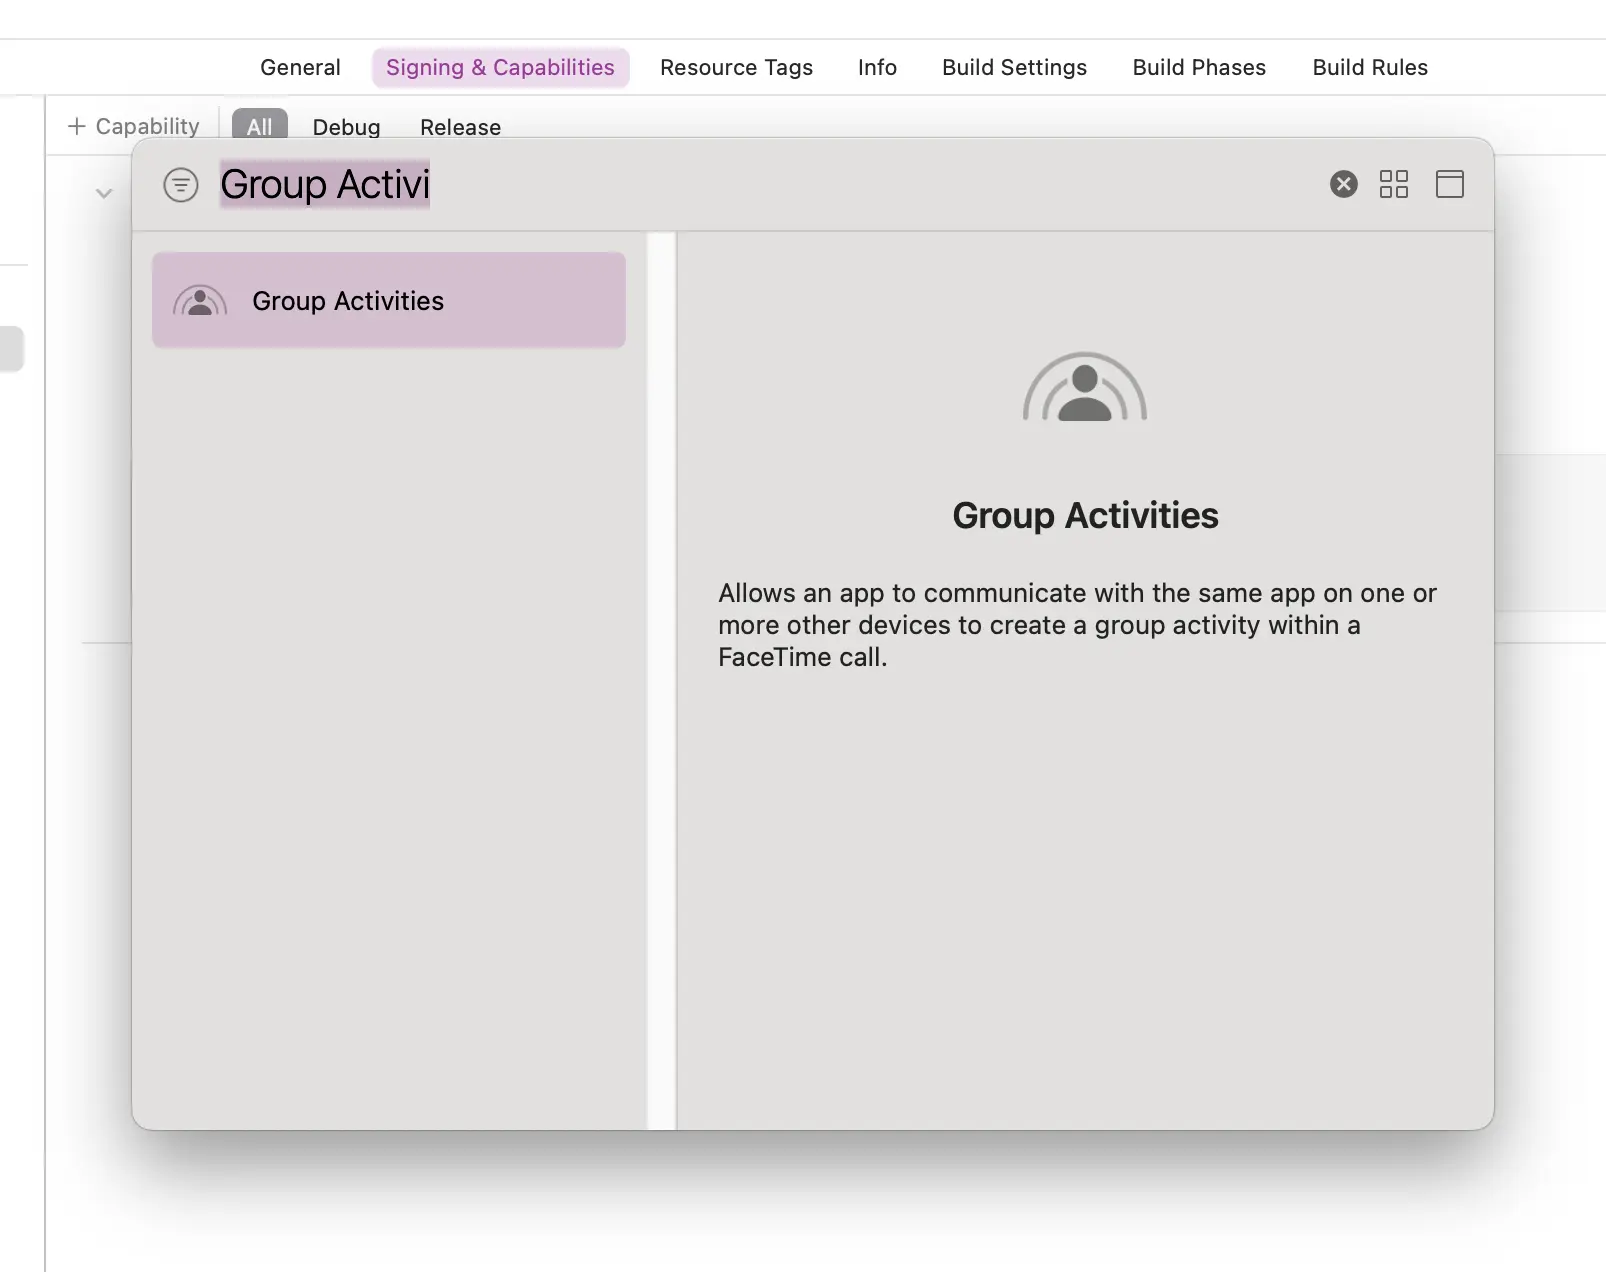 General Signing & Capabilities Resource Tags Info Build Settings Build Phases Build Rules
+ Capability All Debug Release
Group Activi
Group Activities
Group Activities
Allows an app to communicate with the same app on one or
more other devices to create a group activity within a
FaceTime call.